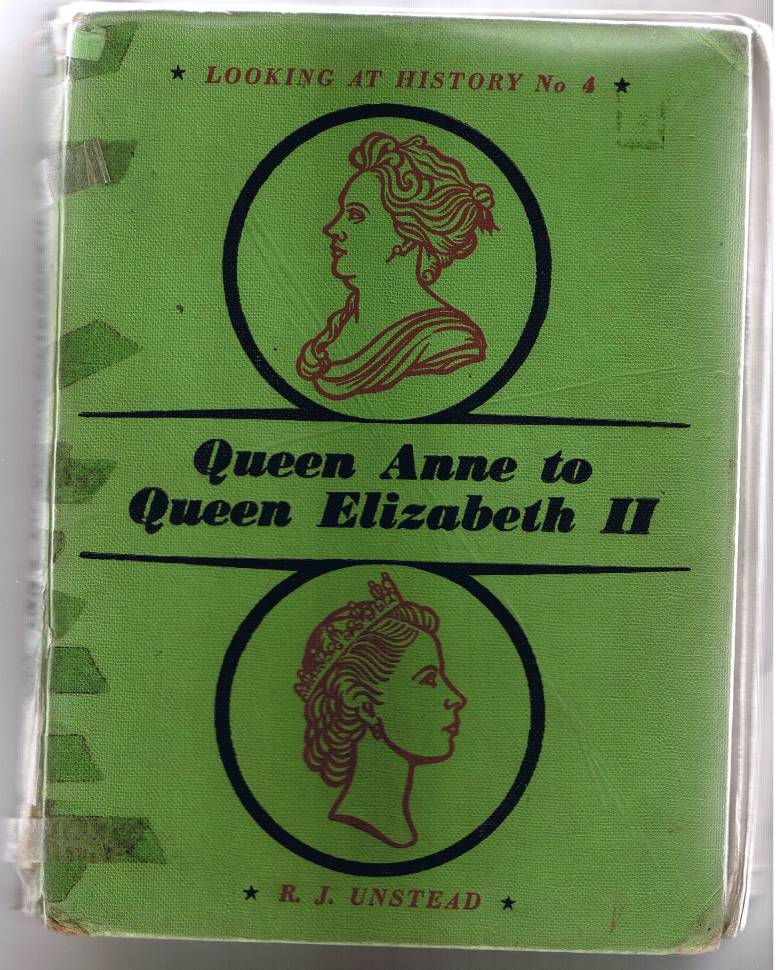 ★ LOOKING AT HISTORY No 4 ★
Queen Anne to
Queen Elizabeth II
★ R. J. UNSTEAD ★